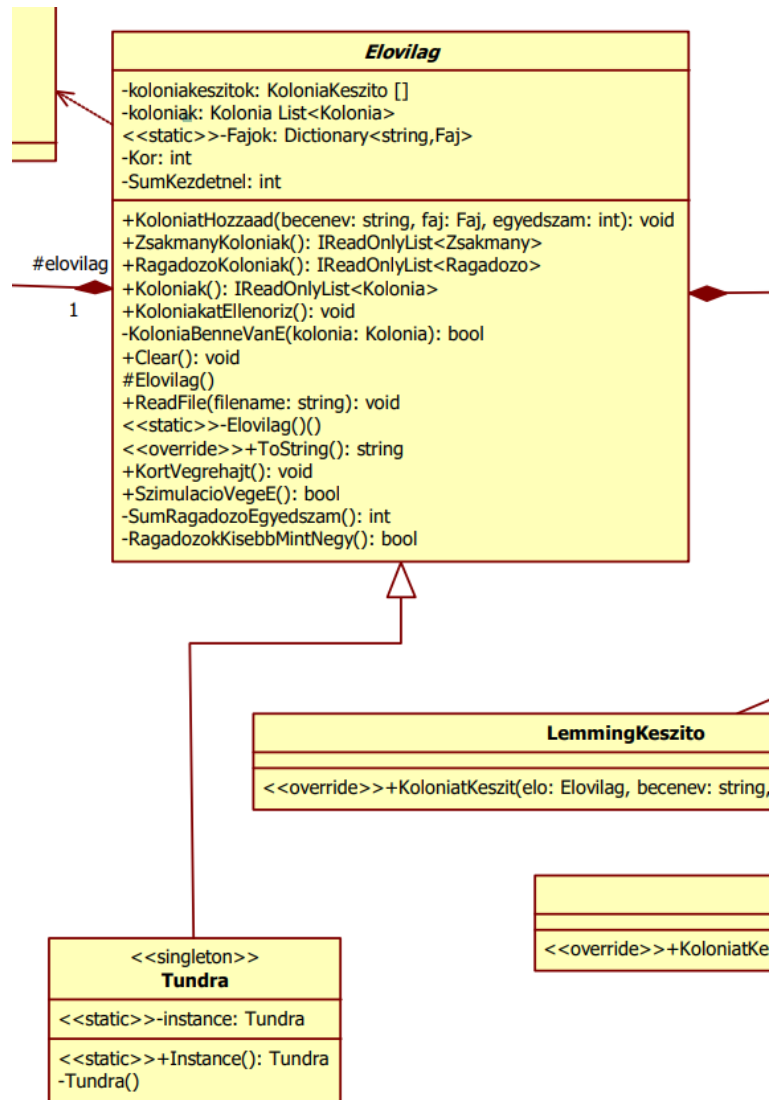 Elovilag
-koloniakeszitok: KoloniaKeszito []
-koloniak: Kolonia List<Kolonia>
<<static>>-Fajok: Dictionary<string,Faj>
-Kor: int
-SumKezdetnel: int
+KoloniatHozzaad(becenev: string, faj: Faj, egyedszam: int): void
+ZsakmanyKoloniak(): IReadOnlyList<Zsakmany>
+RagadozoKoloniak(): IReadOnlyList<Ragadozo>
+Koloniak(): IReadOnlyList<Kolonia>
+KoloniakatEllenoriz(): void
-KoloniaBenneVanE(kolonia: Kolonia): bool
+Clear(): void
#Elovilag()
+ReadFile(filename: string): void
<<static>>-Elovilag()()
<<override>>+ToString(): string
+KortVegrehajt(): void
+SzimulacioVegeE(): bool
-SumRagadozoEgyedszam(): int
-RagadozokKisebbMintNegy(): bool
#elovilag
1
LemmingKeszito
<<override>>+KoloniatKeszit(elo: Elovilag, becenev: string,
<<override>>+KoloniatKe
<<singleton>>
Tundra
<<static>>-instance: Tundra
<<static>>+Instance(): Tundra
-Tundra()